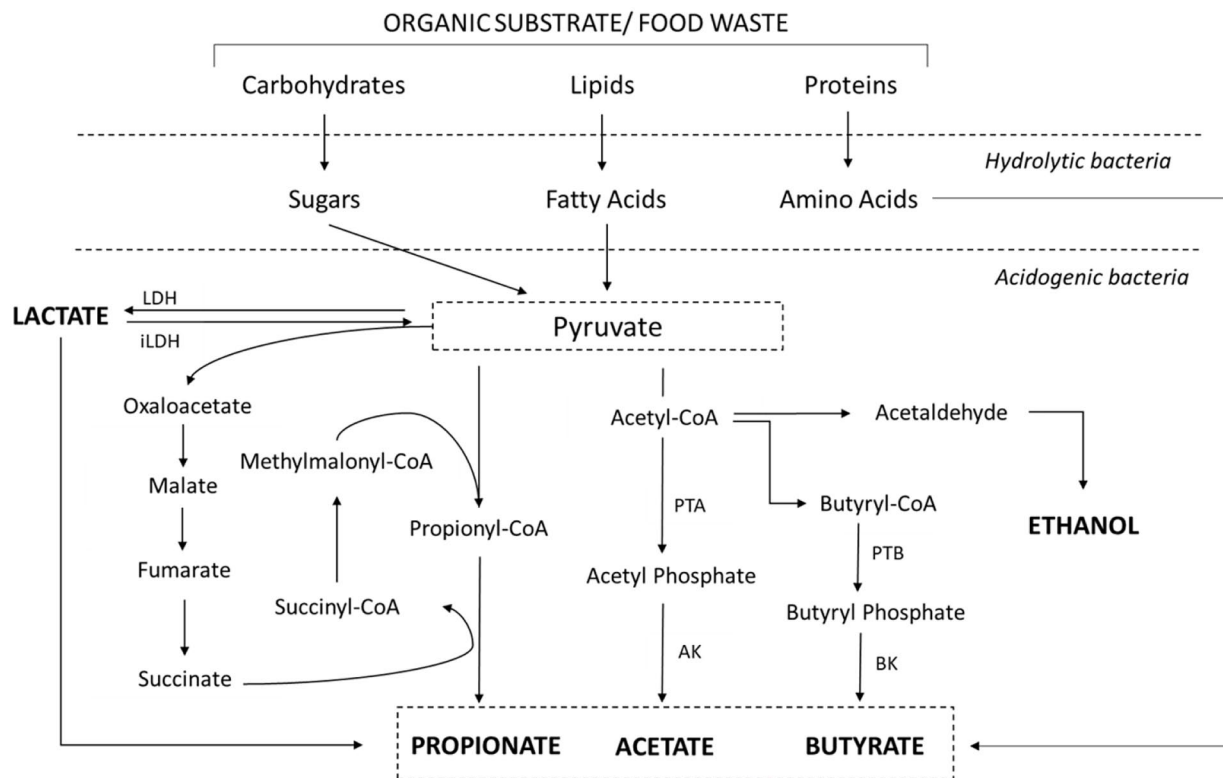 ORGANIC SUBSTRATE/ FOOD WASTE
Carbohydrates Lipids Proteins
Hydrolytic bacteria
Sugars Fatty Acids Amino Acids
Acidogenic bacteria
LDH
LACTATE
iLDH
Pyruvate
Oxaloacetate
Acetyl-CoA
Acetaldehyde
Methylmalonyl-CoA
Malate
PTA
Butyryl-CoA
Propionyl-CoA
ETHANOL
PTB
Fumarate
Acetyl Phosphate
Succinyl-CoA
Butyryl Phosphate
AK
BK
Succinate
PROPIONATE ACETATE BUTYRATE